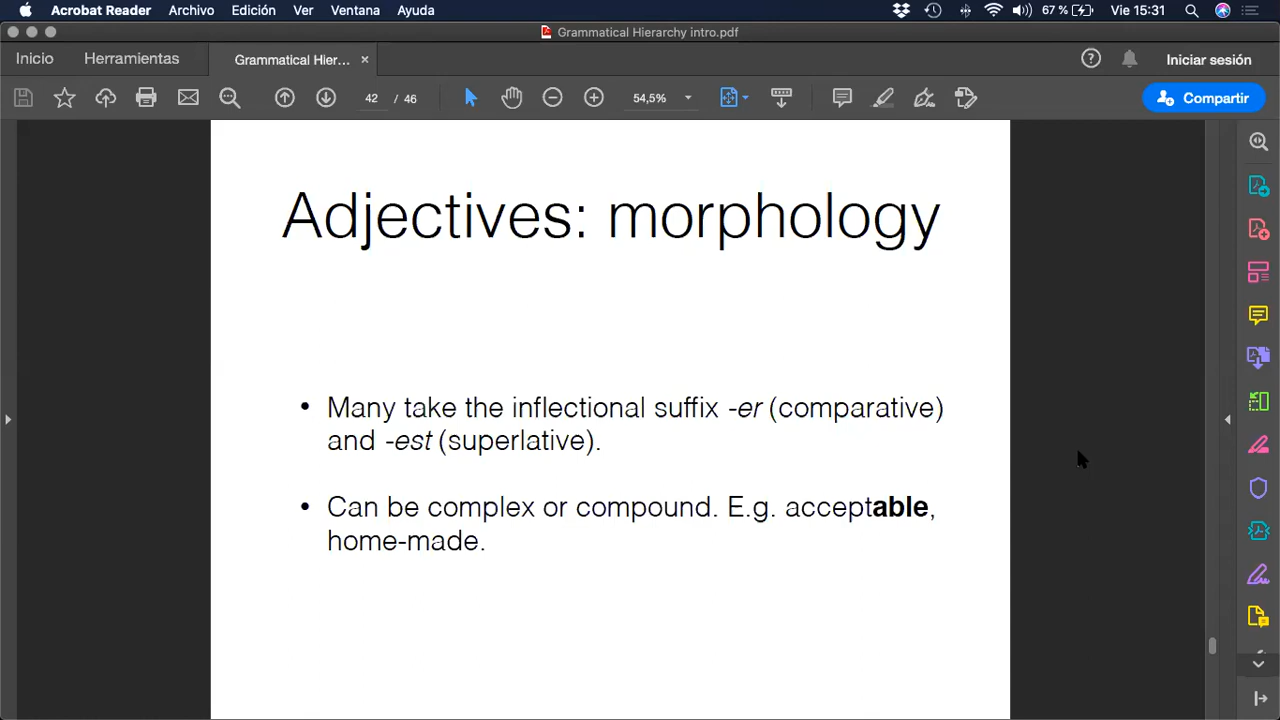 Acrobat Reader Archivo Edición Ver Ventana Ayuda 67 % Vie 15:31
Grammatical Hierarchy intro.pdf
Inicio Herramientas Grammatical Hier... × Iniciar sesión
42 / 46 54,5% Compartir
Adjectives: morphology
• Many take the inflectional suffix -er (comparative)
and -est (superlative).
• Can be complex or compound. E.g. acceptable,
home-made.